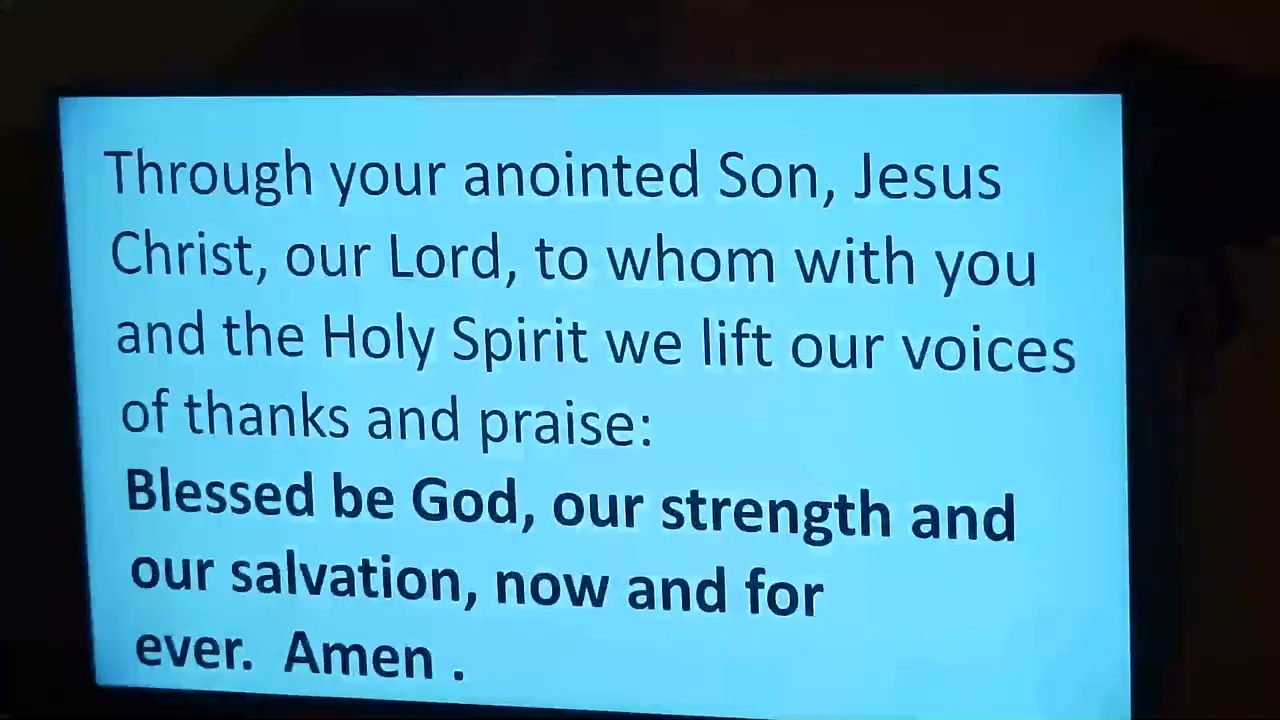 Through your anointed Son, Jesus
Christ, our Lord, to whom with you
and the Holy Spirit we lift our voices
of thanks and praise:
Blessed be God, our strength and
our salvation, now and for
ever.  Amen .